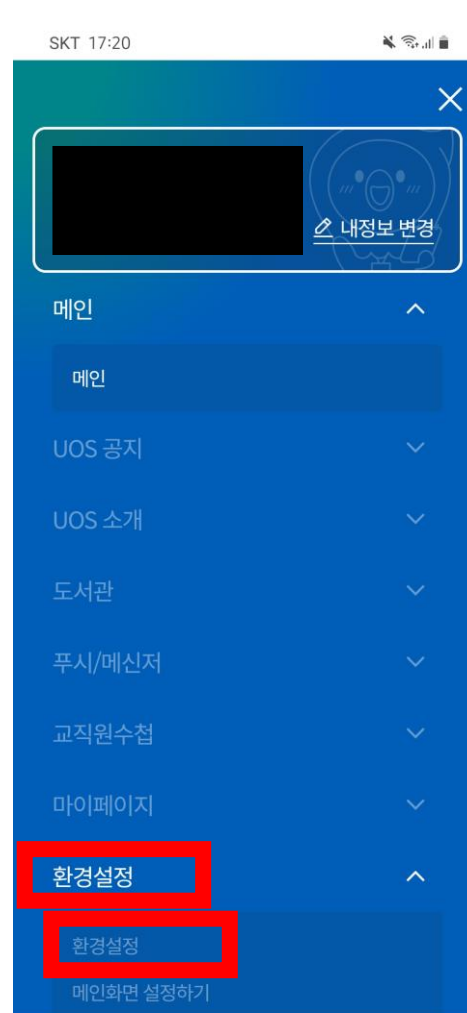 SKT 17:20
내정보 변경
메인
메인
UOS 공지
UOS 소개
도서관
푸시/메신저
교직원수첩
마이페이지
환경설정
환경설정
메인화면 설정하기